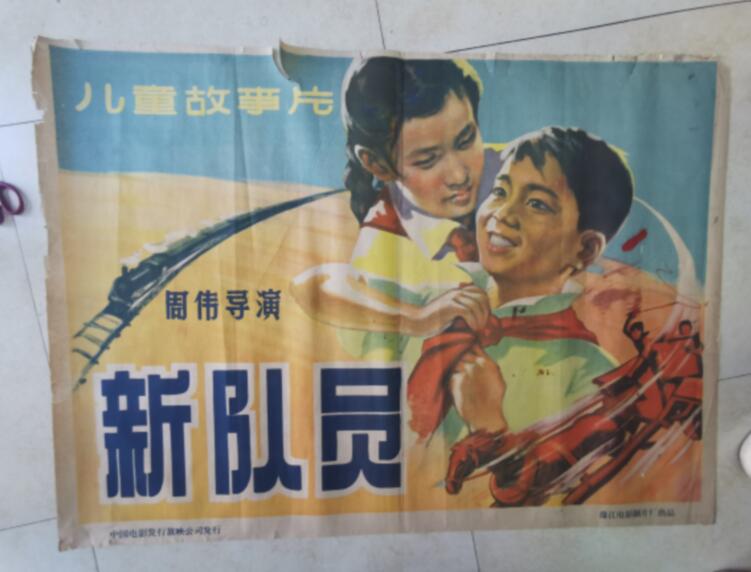 儿童故事片
周伟导演
新队员
中国电影发行放映公司发行
珠江电影制片厂出品